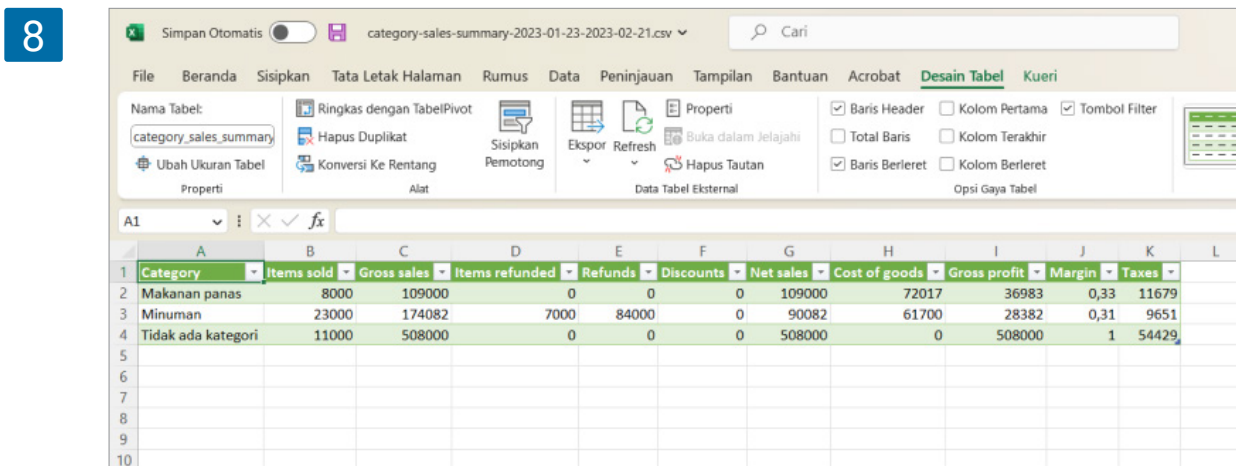 8
Simpan Otomatis category-sales-summary-2023-01-23-2023-02-21.csv Cari
File Beranda Sisipkan Tata Letak Halaman Rumus Data Peninjauan Tampilan Bantuan Acrobat Desain Tabel Kueri
Nama Tabel: Ringkas dengan TabelPivot Properti Baris Header Kolom Pertama Tombol Filter
category_sales_summary Hapus Duplikat Sisipkan Pemotong Ekspor Refresh Buka dalam Jelajahi Total Baris Kolom Terakhir
Ubah Ukuran Tabel Konversi Ke Rentang Hapus Tautan Baris Berleret Kolom Berleret
Properti Alat Data Tabel Eksternal Opsi Gaya Tabel
A1 fx
A B C D E F G H I J K L
1 Category Items sold Gross sales Items refunded Refunds Discounts Net sales Cost of goods Gross profit Margin Taxes
2 Makanan panas 8000 109000 0 0 0 109000 72017 36983 0,33 11679
3 Minuman 23000 174082 7000 84000 0 90082 61700 28382 0,31 9651
4 Tidak ada kategori 11000 508000 0 0 0 508000 0 508000 1 54429
5
6
7
8
9
10